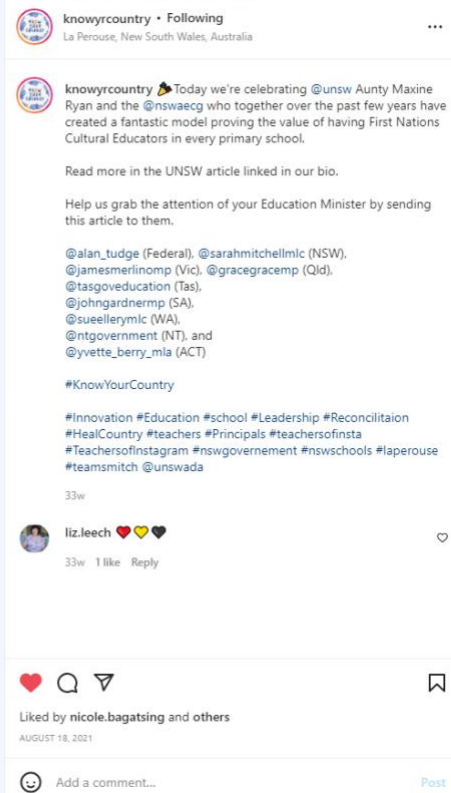 knowyrcountry • Following
La Perouse, New South Wales, Australia
knowyrcountry 🎉Today we're celebrating @unsw Aunty Maxine
Ryan and the @nswaecg who together over the past few years have
created a fantastic model proving the value of having First Nations
Cultural Educators in every primary school.
Read more in the UNSW article linked in our bio.
Help us grab the attention of your Education Minister by sending
this article to them.
@alan_tudge (Federal), @sarahmitchellmlc (NSW),
@jamesmerlinomp (Vic), @gracegracemp (Qld),
@tasgoveducation (Tas),
@johngardnermp (SA),
@sueellerymlc (WA),
@ntgovernment (NT), and
@yvette_berry_mla (ACT)
#KnowYourCountry
#Innovation #Education #school #Leadership #Reconcilitaion
#HealCountry #teachers #Principals #teachersofinsta
#TeachersofInstagram #nswgovernement #nswschools #laperouse
#teamsmitch @unswada
33w
liz.leech ❤️💛🖤
33w 1 like Reply
Liked by nicole.bagatsing and others
AUGUST 18, 2021
Add a comment...
Post